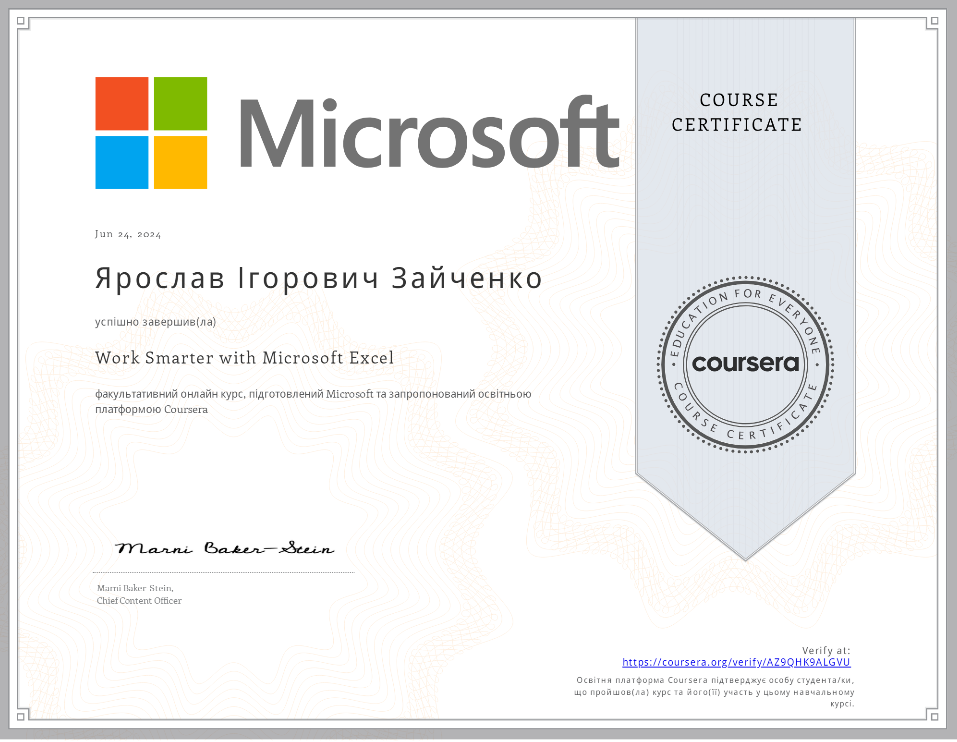 Microsoft
COURSE
CERTIFICATE
Jun 24, 2024
Ярослав Ігорович Зайченко
успішно завершив(ла)
Work Smarter with Microsoft Excel
факультативний онлайн курс, підготовлений Microsoft та запропонований освітньою
платформою Coursera
EDUCATION FOR EVERYONE
coursera
COURSE CERTIFICATE
Marni Baker-Stein
Marni Baker Stein,
Chief Content Officer
Verify at:
https://coursera.org/verify/AZ9QHK9ALGVU
Освітня платформа Coursera підтверджує особу студента/ки,
що пройшов(ла) курс та його(її) участь у цьому навчальному
курсі.